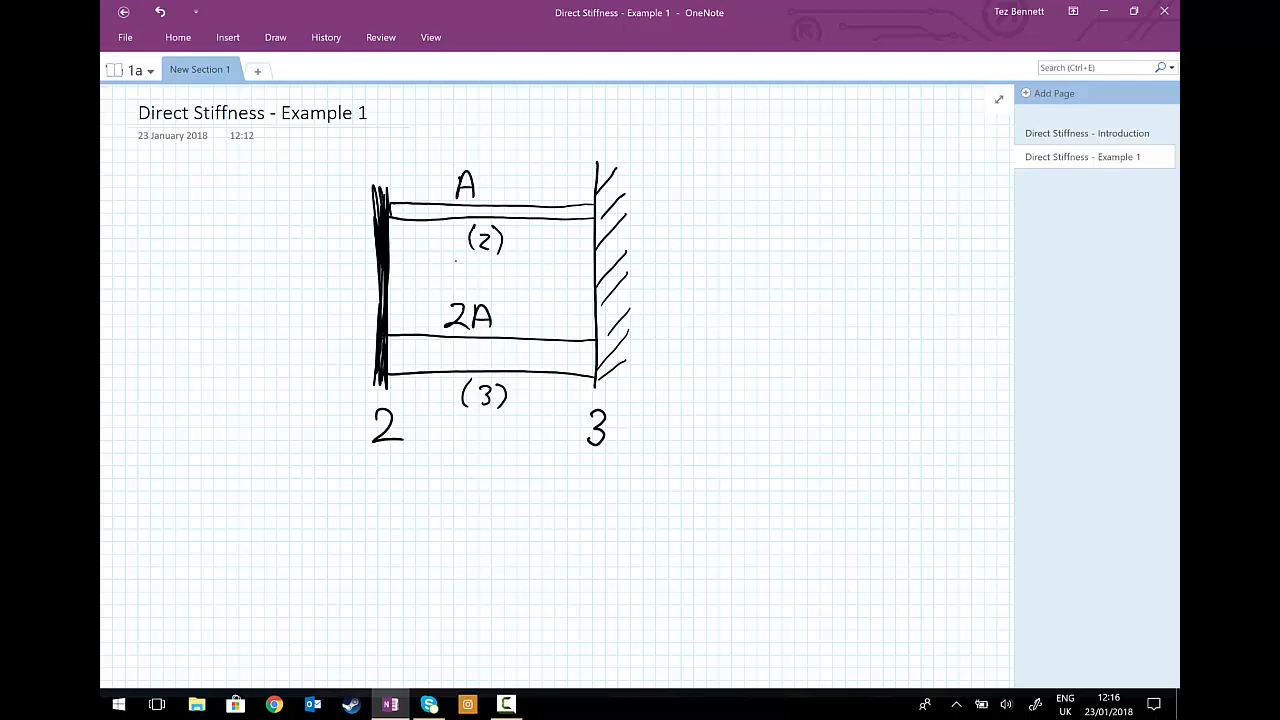 Direct Stiffness - Example 1 - OneNote
Tez Bennett
File Home Insert Draw History Review View
1a New Section 1
Search (Ctrl+E)
Add Page
Direct Stiffness - Introduction
Direct Stiffness - Example 1
Direct Stiffness - Example 1
23 January 2018 12:12
A
(2)
2A
(3)
2 3
ENG
UK
12:16
23/01/2018